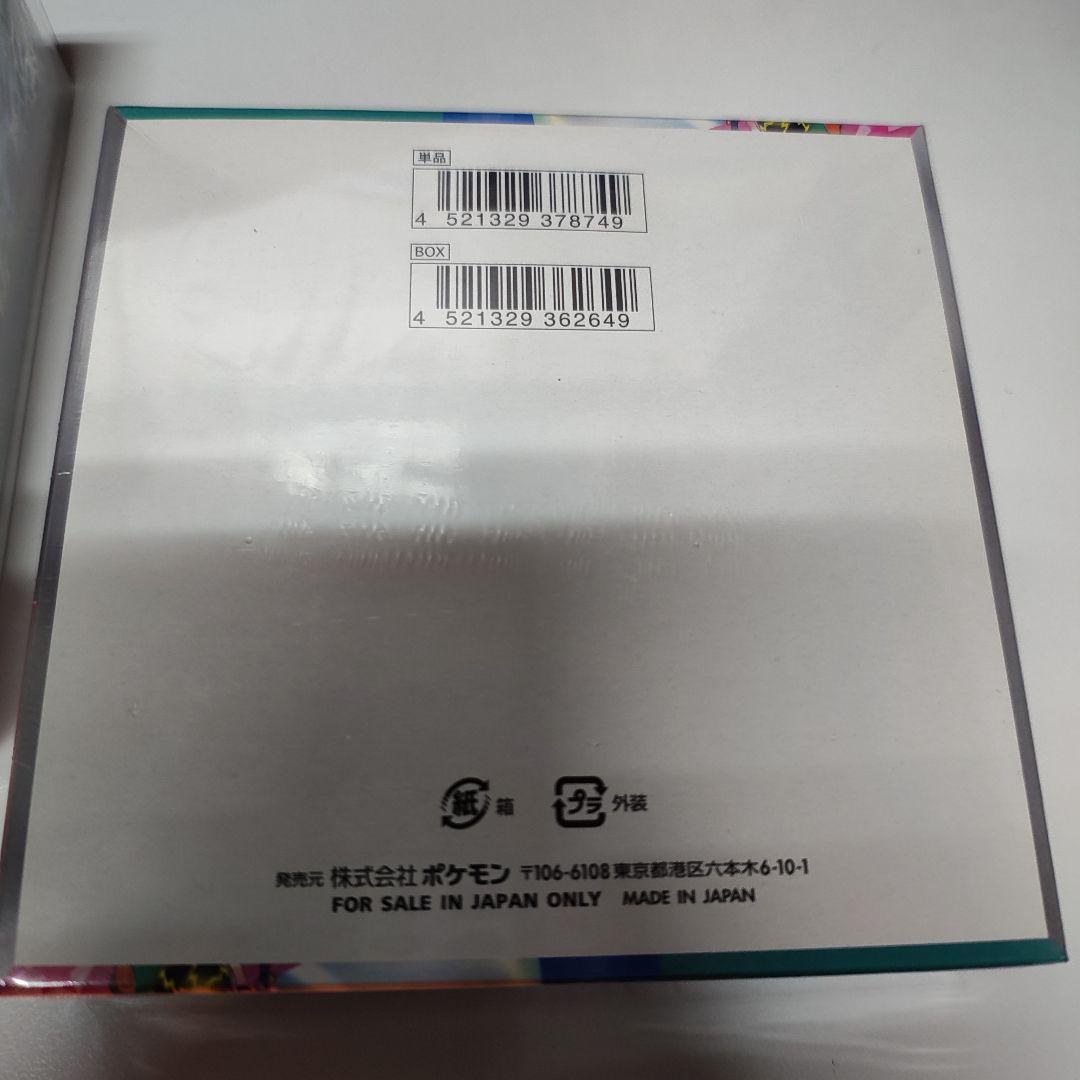 単品
4 521329 378749
BOX
4 521329 362649
紙 箱 プラ 外装
発売元 株式会社ポケモン 〒106-6108 東京都港区六本木6-10-1
FOR SALE IN JAPAN ONLY MADE IN JAPAN